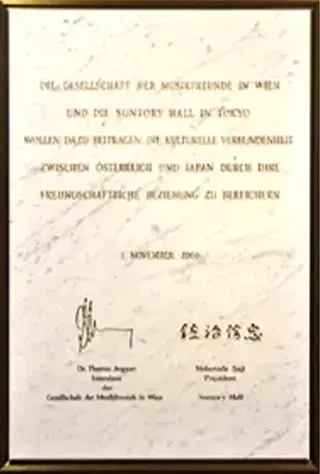 DIE GESELLSCHAFT DER MUSIKFREUNDE IN WIEN
UND DIE SUNTORY HALL IN TOKYO
WOLLEN DAZU BEITRAGEN, DIE KULTURELLE VERBUNDENHEIT
ZWISCHEN ÖSTERREICH UND JAPAN DURCH IHRE
FREUNDSCHAFTLICHE BEZIEHUNG ZU BEREICHERN
1. NOVEMBER, 2006
佐治信忠
Dr. Thomas Angyan
Intendant
der
Gesellschaft der Musikfreunde in Wien
Nobutada Saji
President
Suntory Hall